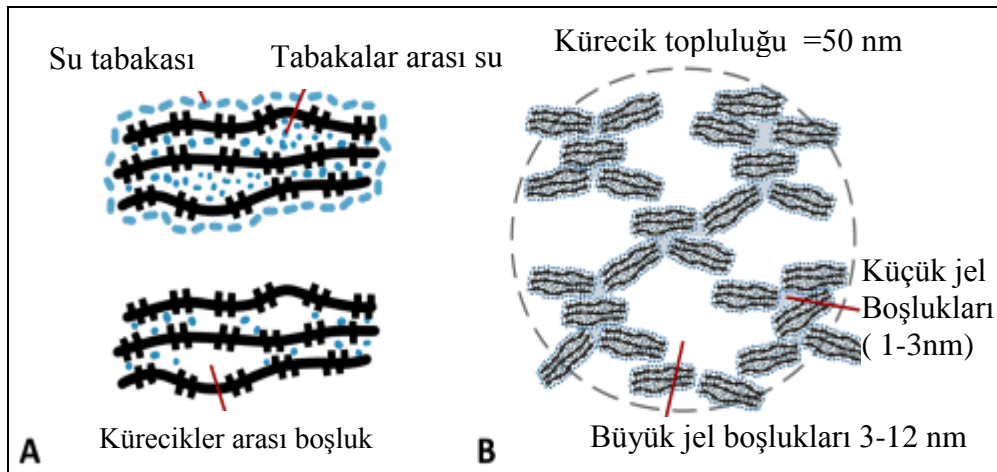 Su tabakası
Tabakalar arası su
Kürecikler arası boşluk
A
Kürecik topluluğu =50 nm
Küçük jel
Boşlukları
( 1-3nm)
Büyük jel boşlukları 3-12 nm
B